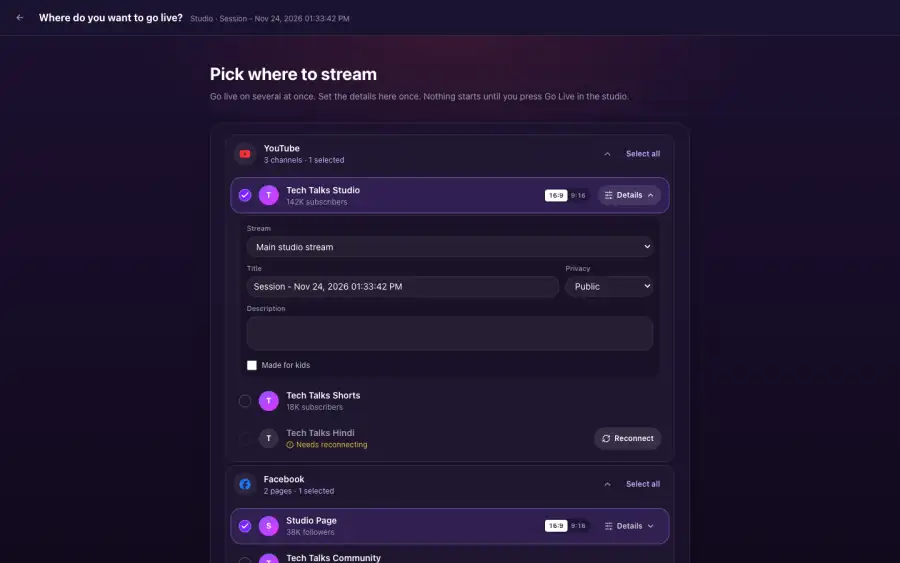 Where do you want to go live? Studio · Session - Nov 24, 2026 01:33:42 PM
Pick where to stream
Go live on several at once. Set the details here once. Nothing starts until you press Go Live in the studio.
YouTube
3 channels · 1 selected
Select all
T
Tech Talks Studio
142K subscribers
16:9 9:16
Details
Stream
Main studio stream
Title
Session - Nov 24, 2026 01:33:42 PM
Privacy
Public
Description
Made for kids
T
Tech Talks Shorts
18K subscribers
T
Tech Talks Hindi
Needs reconnecting
Reconnect
Facebook
2 pages · 1 selected
Select all
S
Studio Page
38K followers
16:9 9:16
Details
T
Tech Talks Community